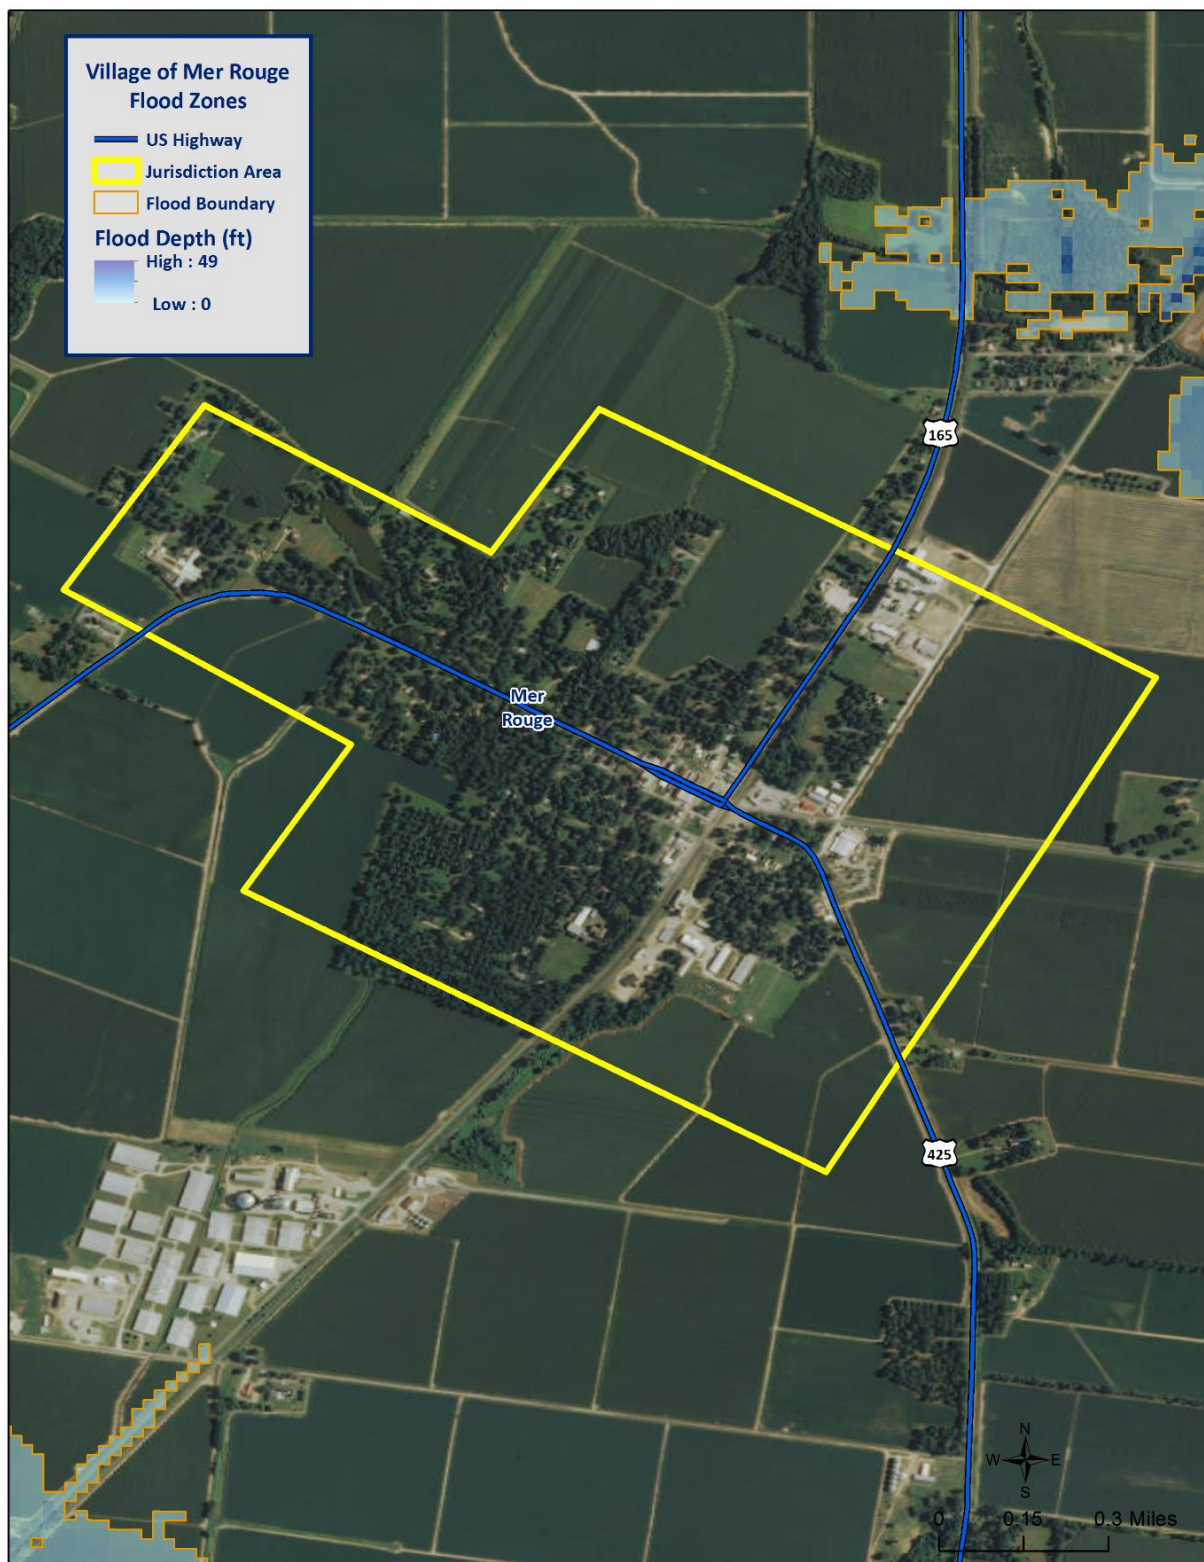 Village of Mer Rouge
Flood Zones
US Highway
Jurisdiction Area
Flood Boundary
Flood Depth (ft)
High : 49
Low : 0
165
Mer
Rouge
425
N
W E
S
0 0.15 0.3 Miles